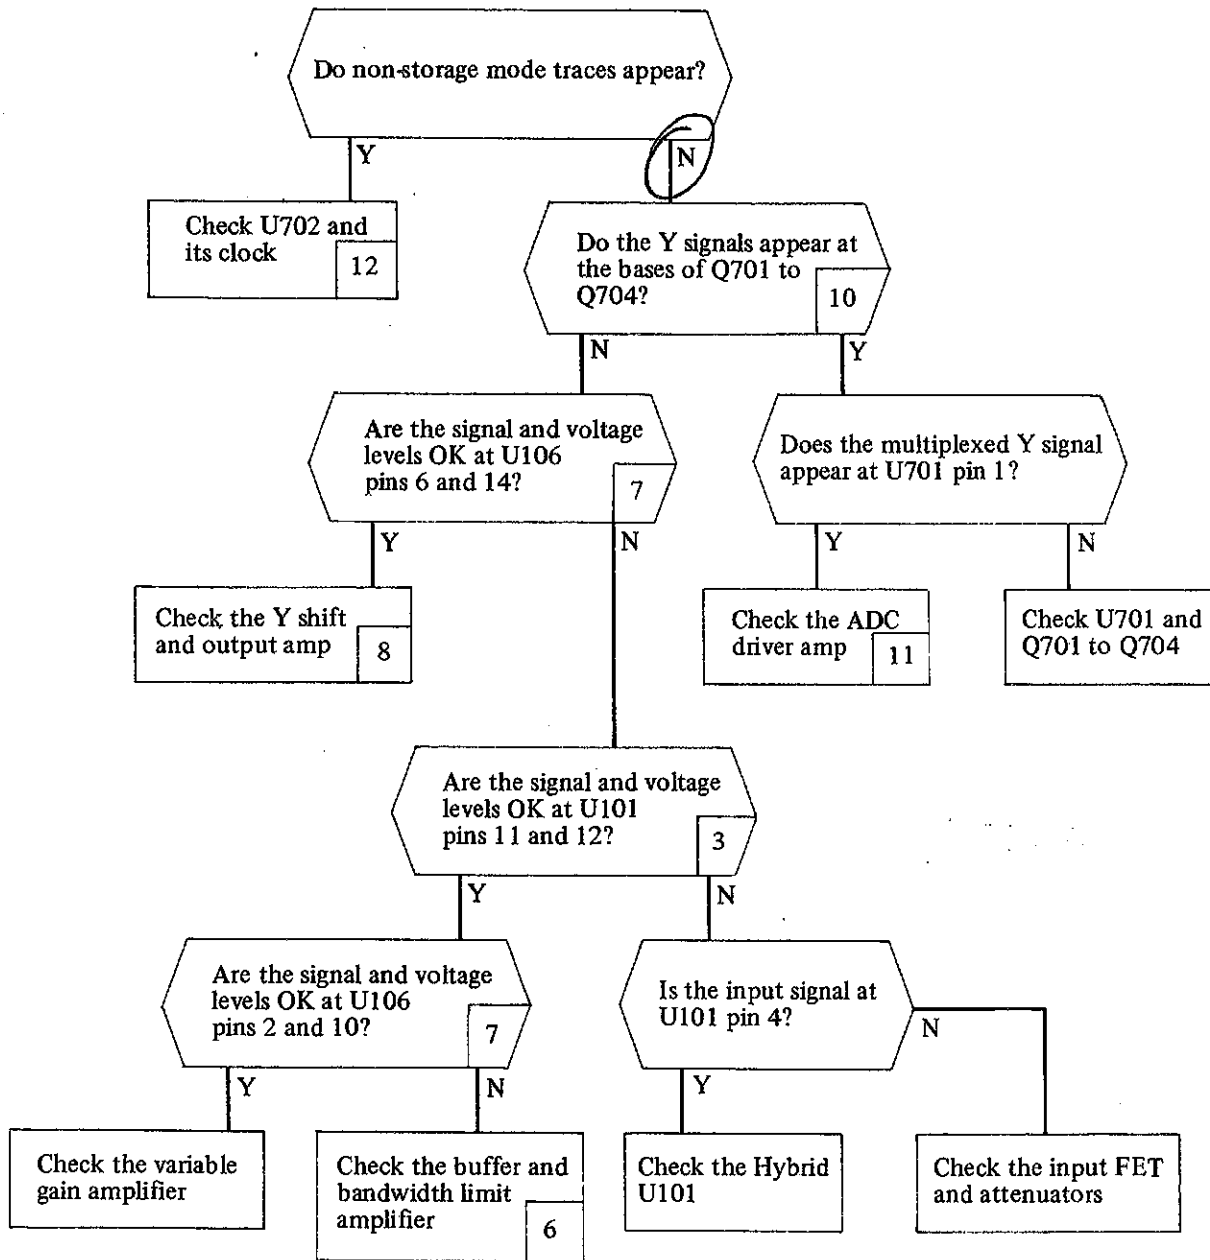 Do non-storage mode traces appear?
Y
N
Check U702 and
its clock
12
Do the Y signals appear at
the bases of Q701 to
Q704?
10
N
Y
Are the signal and voltage
levels OK at U106
pins 6 and 14?
7
Does the multiplexed Y signal
appear at U701 pin 1?
Y
N
Y
N
Check the Y shift
and output amp
8
Check the ADC
driver amp
11
Check U701 and
Q701 to Q704
Are the signal and voltage
levels OK at U101
pins 11 and 12?
3
Y
N
Are the signal and voltage
levels OK at U106
pins 2 and 10?
7
Is the input signal at
U101 pin 4?
N
Y
N
Y
Check the variable
gain amplifier
Check the buffer and
bandwidth limit
amplifier
6
Check the Hybrid
U101
Check the input FET
and attenuators